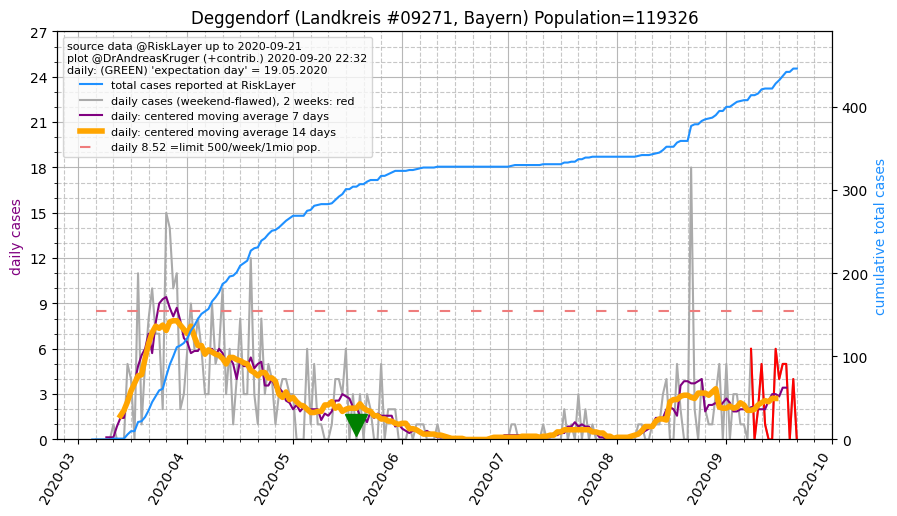 Deggendorf (Landkreis #09271, Bayern) Population=119326
source data @RiskLayer up to 2020-09-21
plot @DrAndreasKruger (+contrib.) 2020-09-20 22:32
daily: (GREEN) 'expectation day' = 19.05.2020
total cases reported at RiskLayer
daily cases (weekend-flawed), 2 weeks: red
daily: centered moving average 7 days
daily: centered moving average 14 days
daily 8.52 =limit 500/week/1mio pop.
daily cases
27
24
21
18
15
12
9
6
3
0
cumulative total cases
400
300
200
100
0
2020-03
2020-04
2020-05
2020-06
2020-07
2020-08
2020-09
2020-10